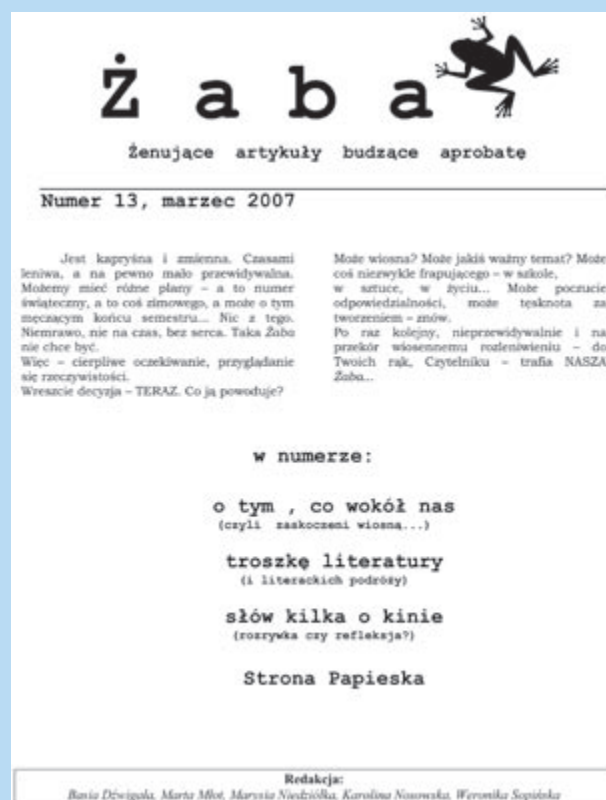 Żaba
Żenujące artykuły budzące aprobatę
Numer 13, marzec 2007
Jest kapryśna i zmienna. Czasami
leniwa, a na pewno mało przewidywalna.
Możemy mieć różne plany – a to numer
świąteczny, a to coś zimowego, a może o tym
męczącym końcu semestru... Nic z tego.
Niemrawo, nie na czas, bez serca. Taka Żaba
nie chce być.
Więc – cierpliwe oczekiwanie, przyglądanie
się rzeczywistości.
Wreszcie decyzja – TERAZ. Co ją powoduje?
Może wiosna? Może jakiś ważny temat? Może
coś niezwykle frapującego – w szkole,
w sztuce, w życiu... Może poczucie
odpowiedzialności, może tęsknota za
tworzeniem – znów.
Po raz kolejny, nieprzewidywalnie i na
przekór wiosennemu rozleniwieniu – do
Twoich rąk, Czytelniku – trafia NASZA
Żaba...
w numerze:
o tym , co wokół nas
(czyli zaskoczeni wiosną...)
troszkę literatury
(i literackich podróży)
słów kilka o kinie
(rozrywka czy refleksja?)
Strona Papieska
Redakcja:
Basia Dźwigała, Marta Młot, Marysia Niedziółka, Karolina Nosowska, Weronika Sopińska